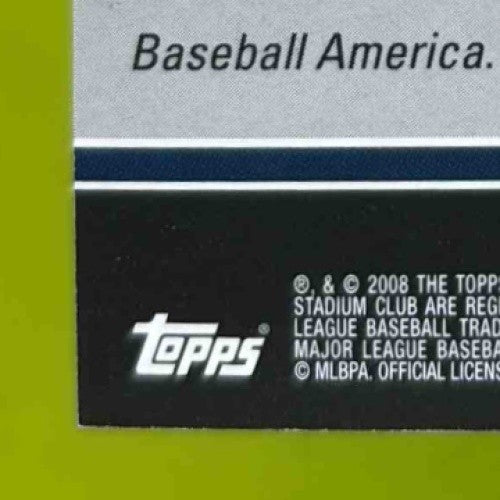 Baseball America.
®, & © 2008 THE TOPPS
STADIUM CLUB ARE REGI
LEAGUE BASEBALL TRAD
MAJOR LEAGUE BASEBA
© MLBPA. OFFICIAL LICENS
TOPPS®